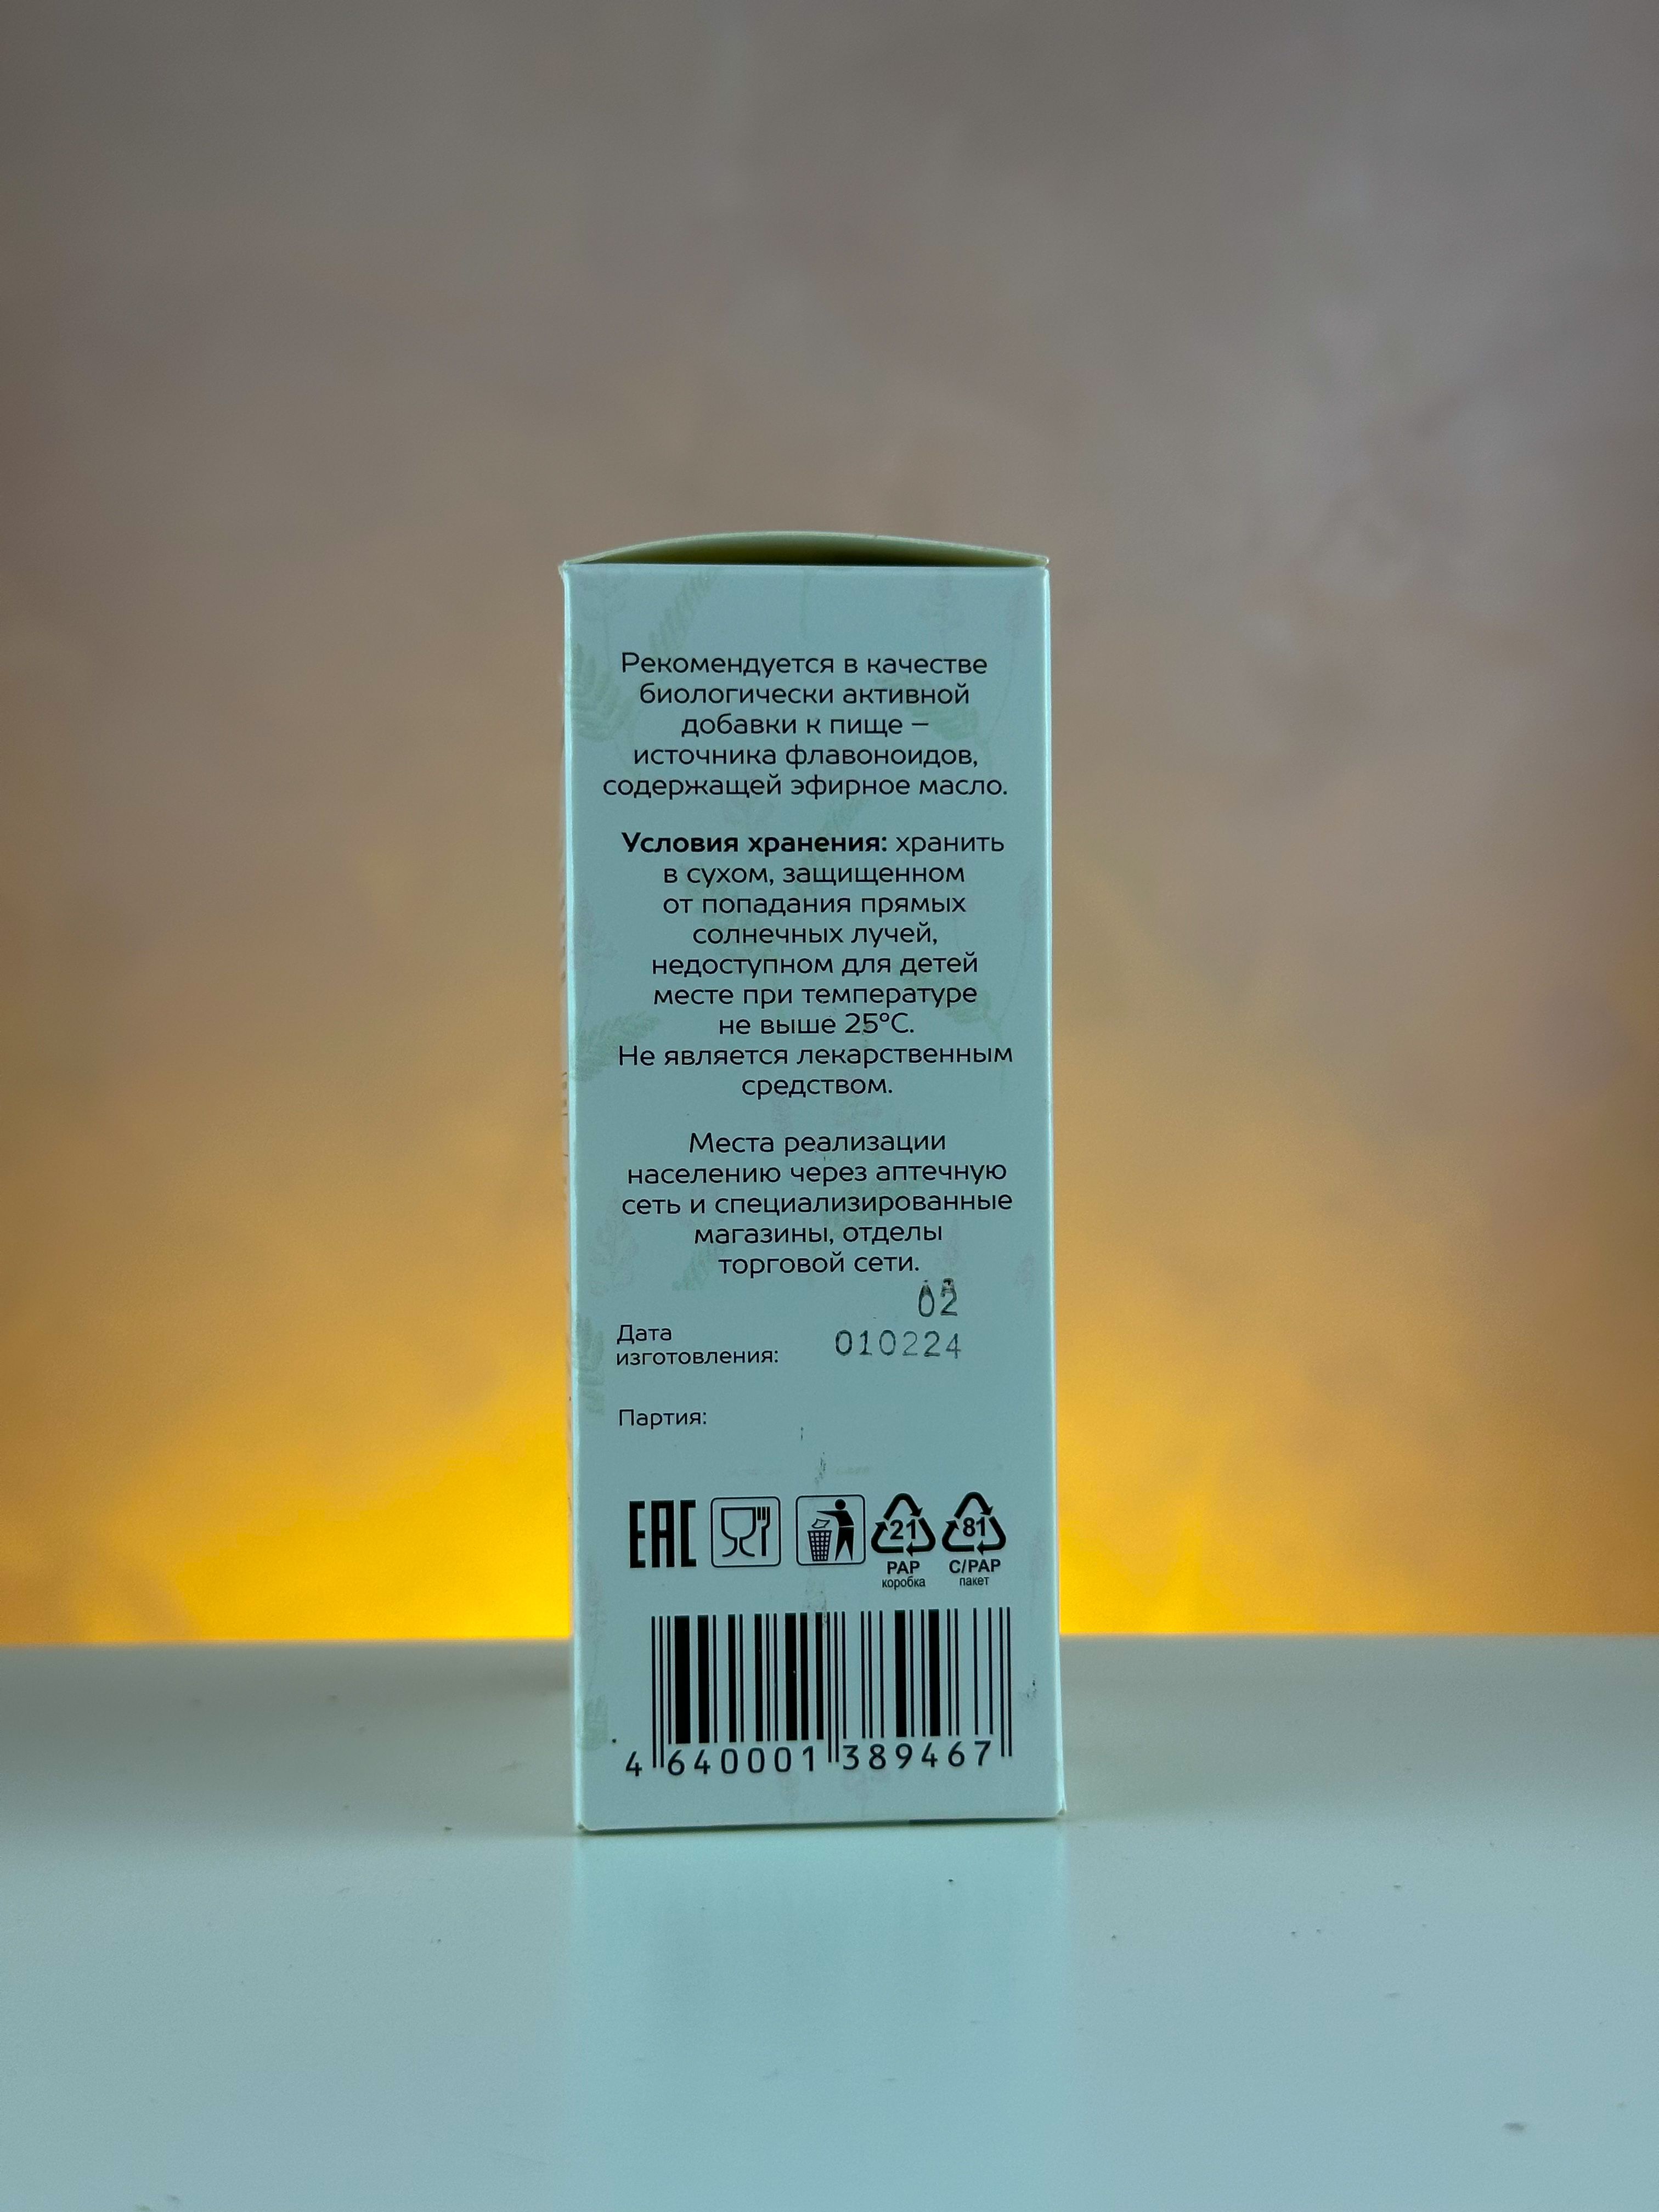 Рекомендуется в качестве
биологически активной
добавки к пище –
источника флавоноидов,
содержащей эфирное масло.
Условия хранения: хранить
в сухом, защищенном
от попадания прямых
солнечных лучей,
недоступном для детей
месте при температуре
не выше 25°С.
Не является лекарственным
средством.
Места реализации
населению через аптечную
сеть и специализированные
магазины, отделы
торговой сети.
02
Дата
изготовления: 010224
Партия:
EAC
21 81
PAP C/PAP
коробка пакет
4 640001 389467